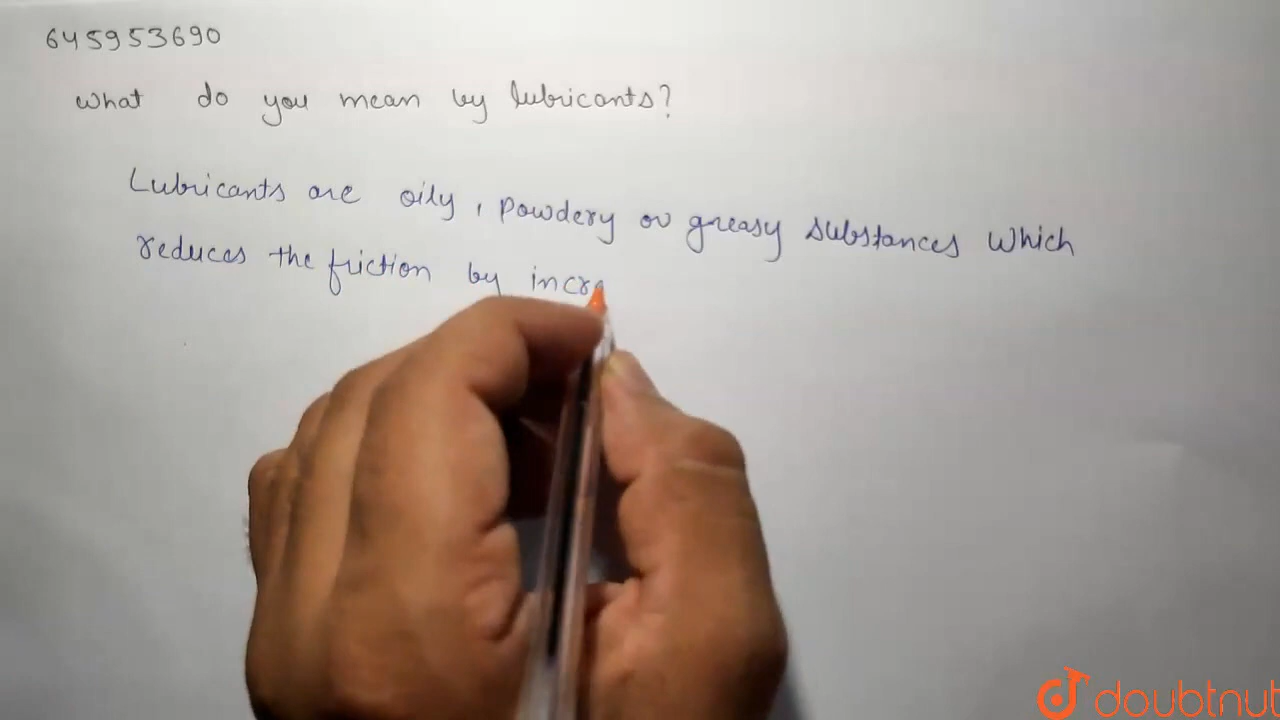 645953690
What do you mean by lubricants?
Lubricants are oily, Powdery or greasy substances which
reduces the friction by incre
doubtnut